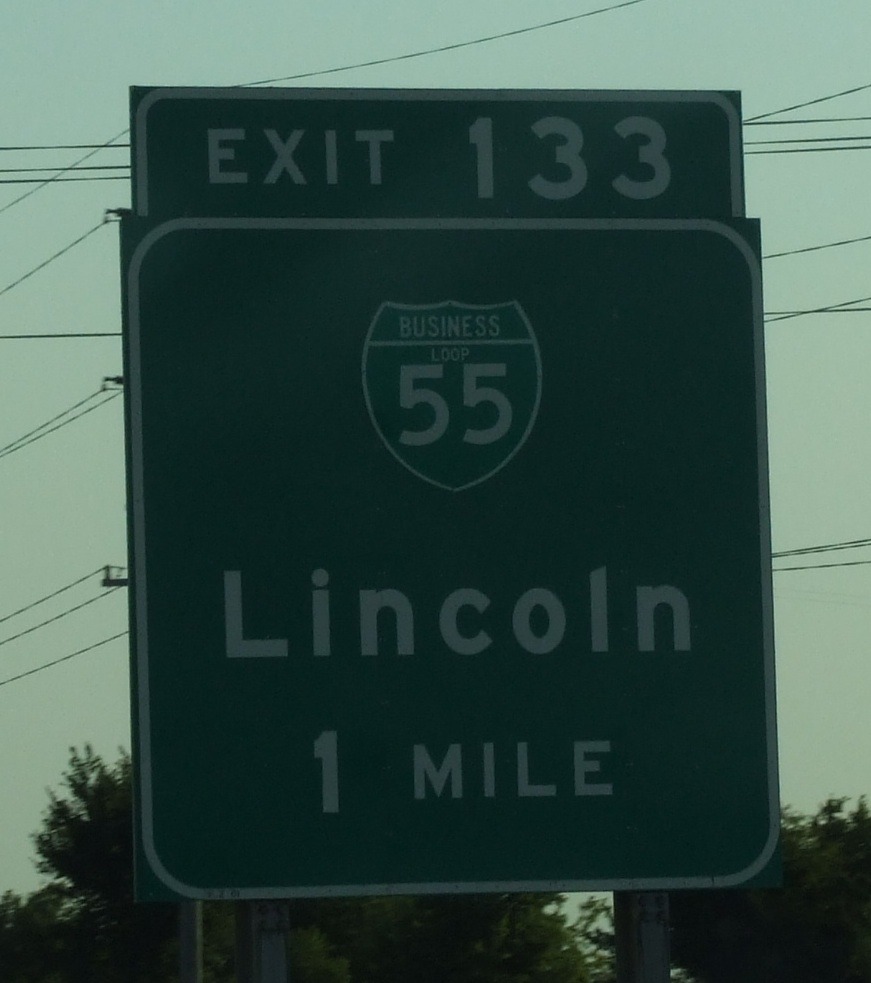 EXIT 133
BUSINESS
LOOP
55
Lincoln
1 MILE